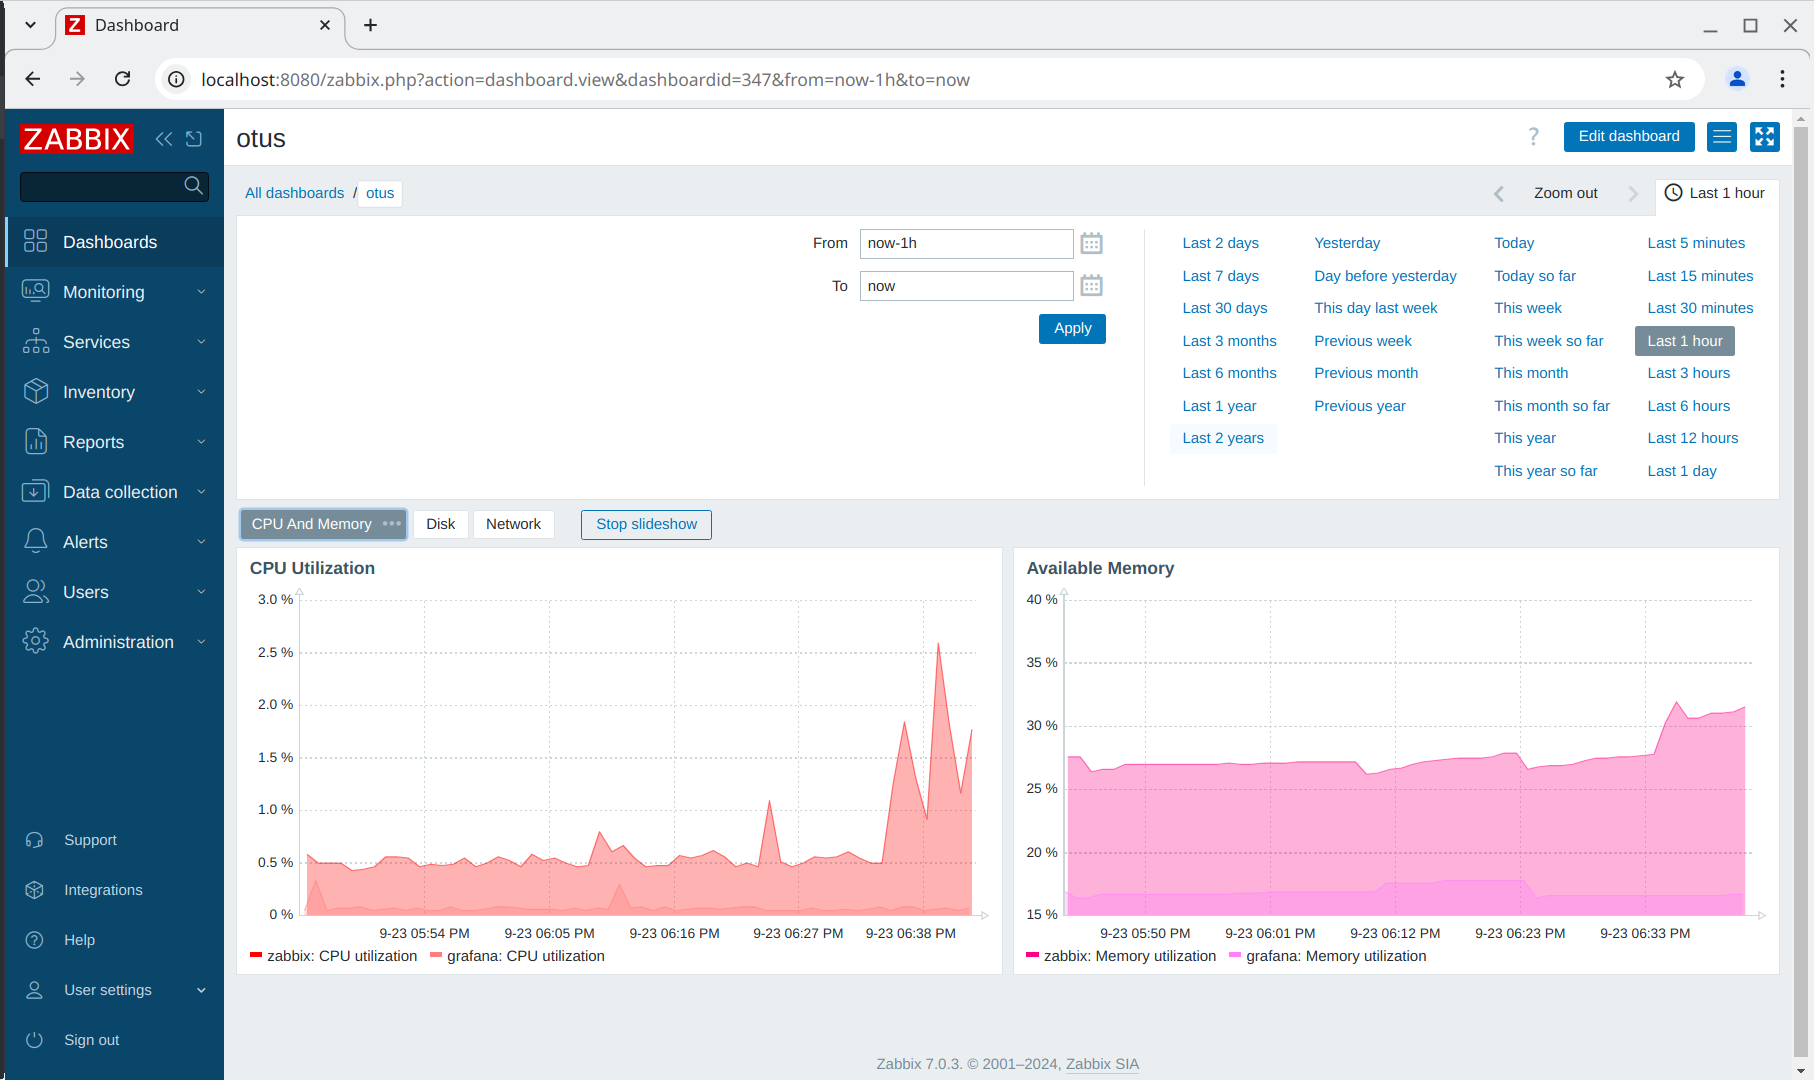 Dashboard
localhost:8080/zabbix.php?action=dashboard.view&dashboardid=347&from=now-1h&to=now
ZABBIX
Dashboards
Monitoring
Services
Inventory
Reports
Data collection
Alerts
Users
Administration
Support
Integrations
Help
User settings
Sign out
otus
? Edit dashboard
All dashboards / otus
Zoom out
Last 1 hour
From now-1h
To now
Apply
Last 2 days Yesterday Today Last 5 minutes
Last 7 days Day before yesterday Today so far Last 15 minutes
Last 30 days This day last week This week Last 30 minutes
Last 3 months Previous week This week so far Last 1 hour
Last 6 months Previous month This month Last 3 hours
Last 1 year Previous year This month so far Last 6 hours
Last 2 years This year Last 12 hours
This year so far Last 1 day
CPU And Memory ••• Disk Network Stop slideshow
CPU Utilization
3.0 %
2.5 %
2.0 %
1.5 %
1.0 %
0.5 %
0 %
9-23 05:54 PM 9-23 06:05 PM 9-23 06:16 PM 9-23 06:27 PM 9-23 06:38 PM
zabbix: CPU utilization grafana: CPU utilization
Available Memory
40 %
35 %
30 %
25 %
20 %
15 %
9-23 05:50 PM 9-23 06:01 PM 9-23 06:12 PM 9-23 06:23 PM 9-23 06:33 PM
zabbix: Memory utilization grafana: Memory utilization
Zabbix 7.0.3. © 2001–2024, Zabbix SIA